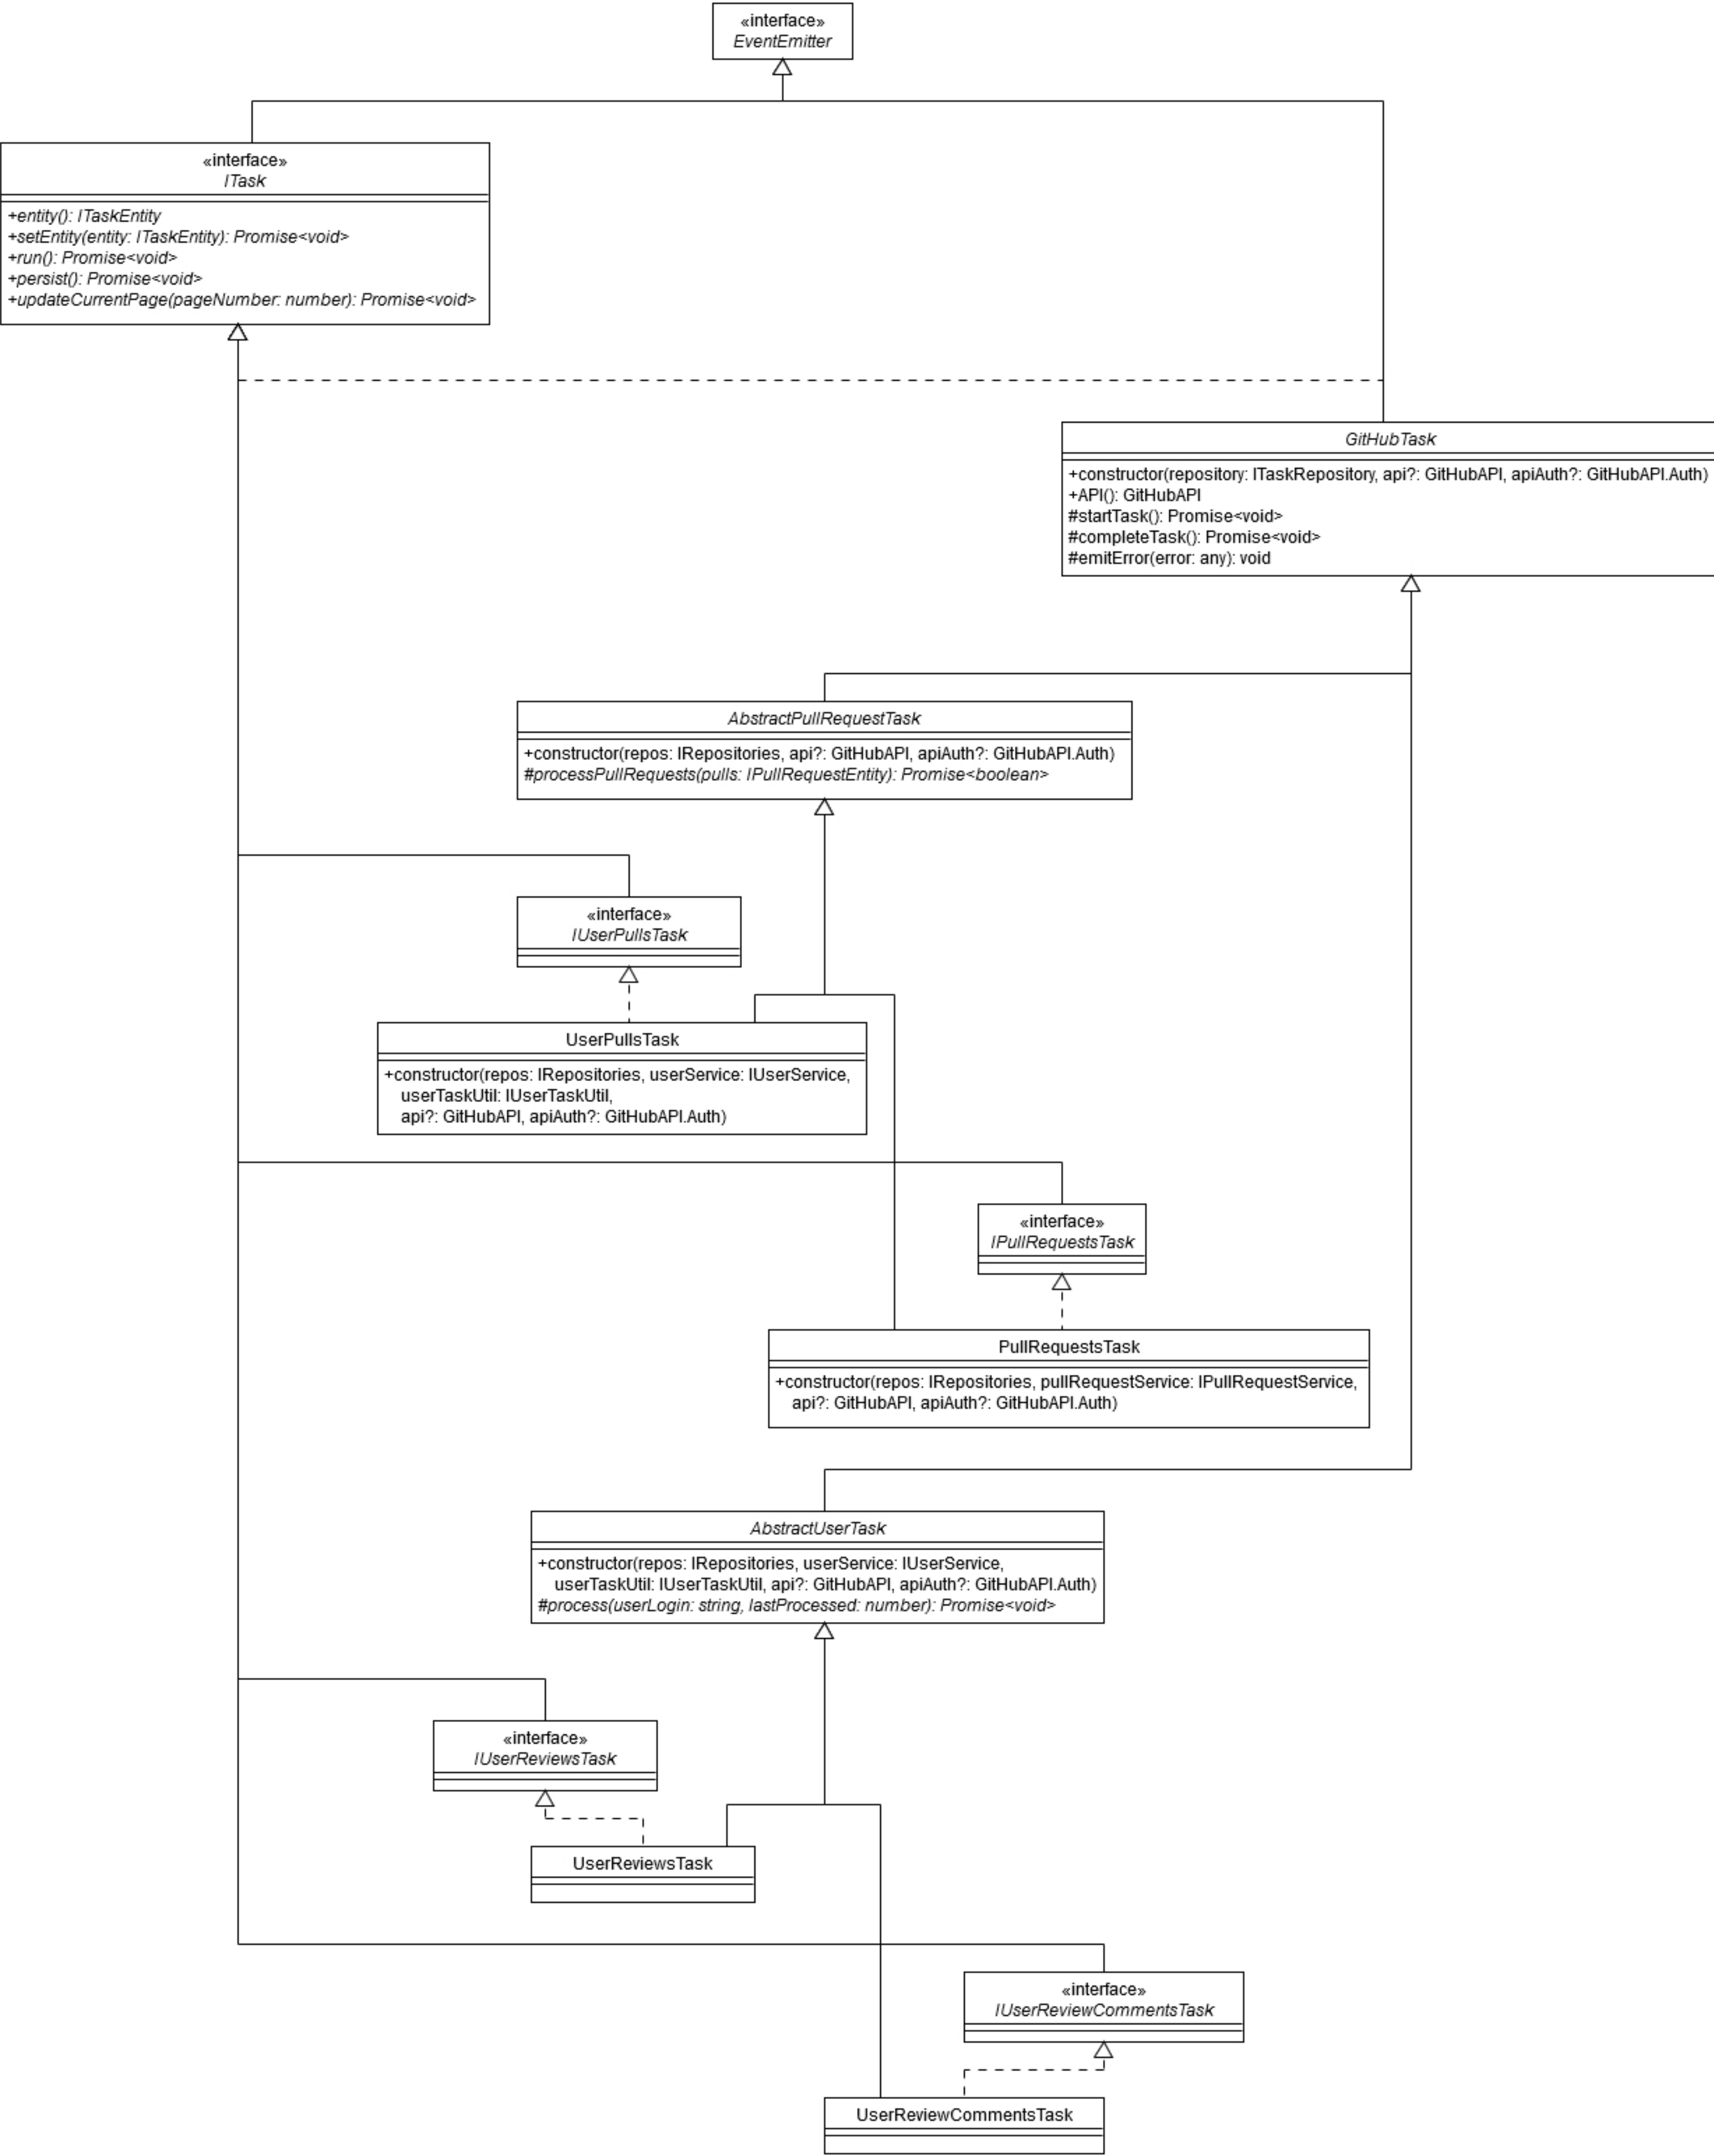 «interface»
EventEmitter
«interface»
ITask
+entity(): ITaskEntity
+setEntity(entity: ITaskEntity): Promise<void>
+run(): Promise<void>
+persist(): Promise<void>
+updateCurrentPage(pageNumber: number): Promise<void>
GitHubTask
+constructor(repository: ITaskRepository, api?: GitHubAPI, apiAuth?: GitHubAPI.Auth)
+API(): GitHubAPI
#startTask(): Promise<void>
#completeTask(): Promise<void>
#emitError(error: any): void
AbstractPullRequestTask
+constructor(repos: IRepositories, api?: GitHubAPI, apiAuth?: GitHubAPI.Auth)
#processPullRequests(pulls: IPullRequestEntity): Promise<boolean>
«interface»
IUserPullsTask
UserPullsTask
+constructor(repos: IRepositories, userService: IUserService,
userTaskUtil: IUserTaskUtil,
api?: GitHubAPI, apiAuth?: GitHubAPI.Auth)
«interface»
IPullRequestsTask
PullRequestsTask
+constructor(repos: IRepositories, pullRequestService: IPullRequestService,
api?: GitHubAPI, apiAuth?: GitHubAPI.Auth)
AbstractUserTask
+constructor(repos: IRepositories, userService: IUserService,
userTaskUtil: IUserTaskUtil, api?: GitHubAPI, apiAuth?: GitHubAPI.Auth)
#process(userLogin: string, lastProcessed: number): Promise<void>
«interface»
IUserReviewsTask
UserReviewsTask
«interface»
IUserReviewCommentsTask
UserReviewCommentsTask